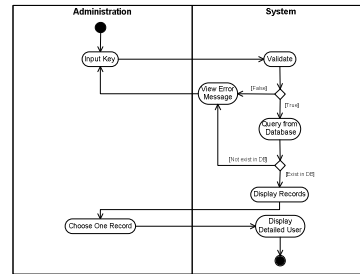 Administration
System
Input Key
Validate
View Error
Message
[False]
[True]
Query from
Database
[Not exist in DB]
[Exist in DB]
Display Records
Choose One Record
Display
Detailed User